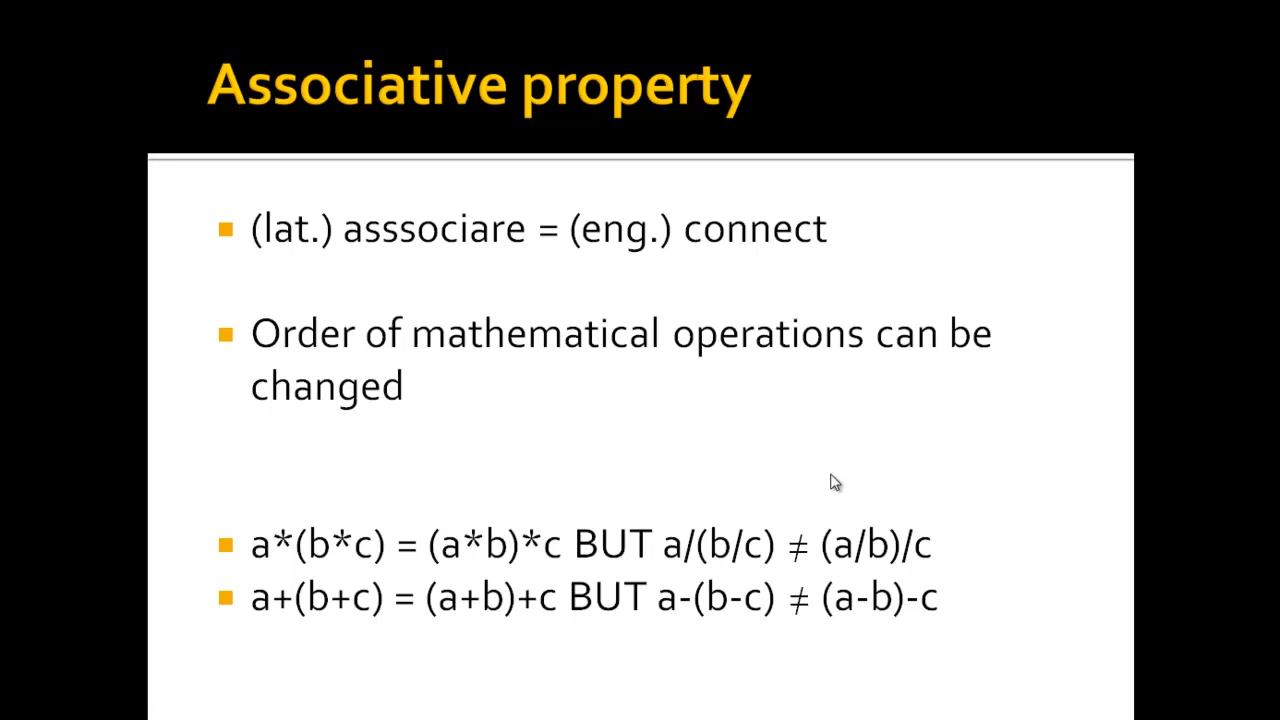 Associative property
(lat.) asssociare = (eng.) connect
Order of mathematical operations can be
changed
a*(b*c) = (a*b)*c BUT a/(b/c) ≠ (a/b)/c
a+(b+c) = (a+b)+c BUT a-(b-c) ≠ (a-b)-c